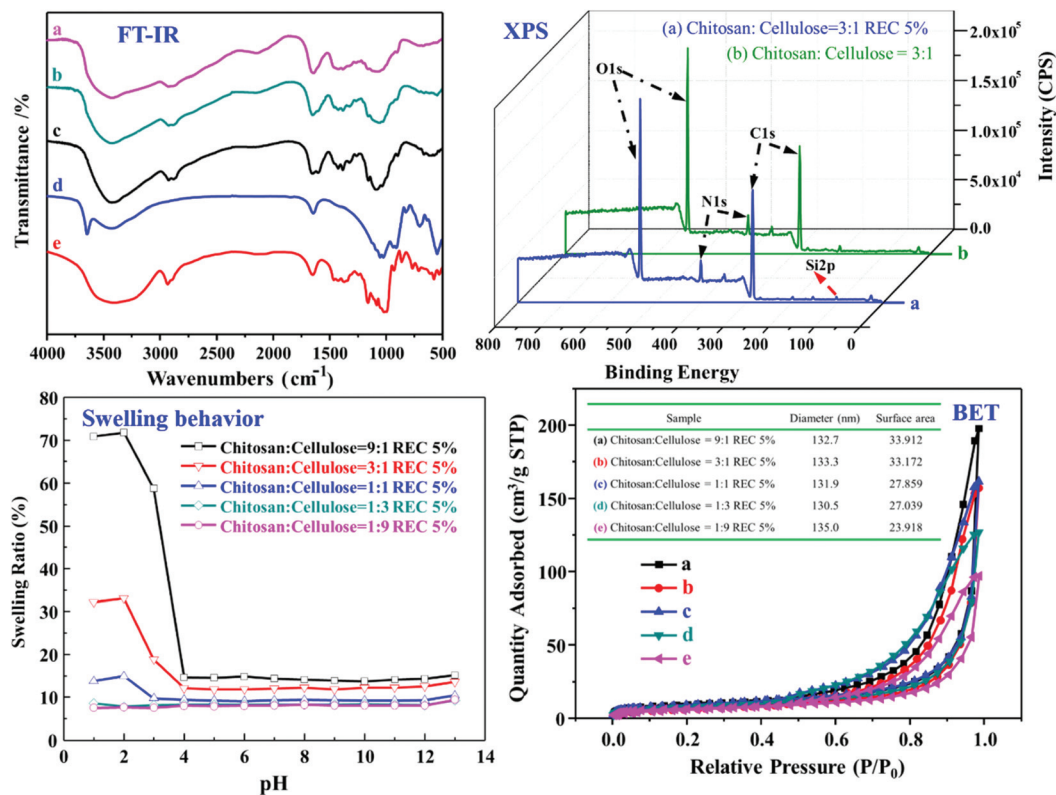 FT-IR
a
b
c
d
e
Transmittance /%
4000 3500 3000 2500 2000 1500 1000 500
Wavenumbers (cm⁻¹)
XPS
(a) Chitosan: Cellulose=3:1 REC 5%
(b) Chitosan: Cellulose = 3:1
O1s
C1s
N1s
Si2p
b
a
2.0x10⁵
1.5x10⁵
1.0x10⁵
5.0x10⁴
0.0
Intensity (CPS)
800 700 600 500 400 300 200 100 0
Binding Energy
Swelling behavior
Chitosan:Cellulose=9:1 REC 5%
Chitosan:Cellulose=3:1 REC 5%
Chitosan:Cellulose=1:1 REC 5%
Chitosan:Cellulose=1:3 REC 5%
Chitosan:Cellulose=1:9 REC 5%
80
70
60
50
40
30
20
10
0
Swelling Ratio (%)
0 2 4 6 8 10 12 14
pH
BET
Sample Diameter (nm) Surface area
(a) Chitosan:Cellulose = 9:1 REC 5% 132.7 33.912
(b) Chitosan:Cellulose = 3:1 REC 5% 133.3 33.172
(c) Chitosan:Cellulose = 1:1 REC 5% 131.9 27.859
(d) Chitosan:Cellulose = 1:3 REC 5% 130.5 27.039
(e) Chitosan:Cellulose = 1:9 REC 5% 135.0 23.918
a
b
c
d
e
200
150
100
50
0
Quantity Adsorbed (cm³/g STP)
0.0 0.2 0.4 0.6 0.8 1.0
Relative Pressure (P/P₀)